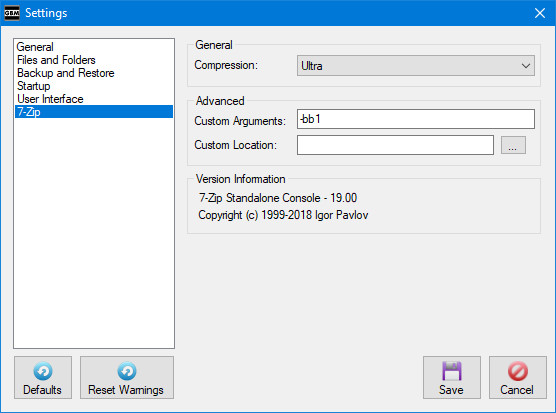 GBM Settings
General
Files and Folders
Backup and Restore
Startup
User Interface
7-Zip
General
Compression: Ultra
Advanced
Custom Arguments: -bb1
Custom Location: ...
Version Information
7-Zip Standalone Console - 19.00
Copyright (c) 1999-2018 Igor Pavlov
Defaults Reset Warnings Save Cancel